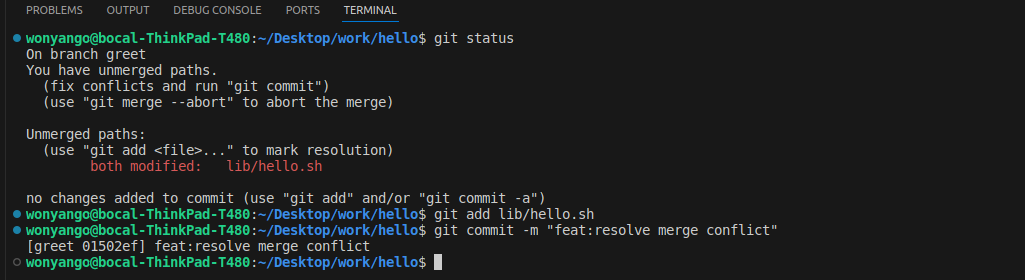 PROBLEMS OUTPUT DEBUG CONSOLE PORTS TERMINAL
wonyango@bocal-ThinkPad-T480:~/Desktop/work/hello$ git status
On branch greet
You have unmerged paths.
  (fix conflicts and run "git commit")
  (use "git merge --abort" to abort the merge)

Unmerged paths:
  (use "git add <file>..." to mark resolution)
        both modified:   lib/hello.sh

no changes added to commit (use "git add" and/or "git commit -a")
wonyango@bocal-ThinkPad-T480:~/Desktop/work/hello$ git add lib/hello.sh
wonyango@bocal-ThinkPad-T480:~/Desktop/work/hello$ git commit -m "feat:resolve merge conflict"
[greet 01502ef] feat:resolve merge conflict
wonyango@bocal-ThinkPad-T480:~/Desktop/work/hello$